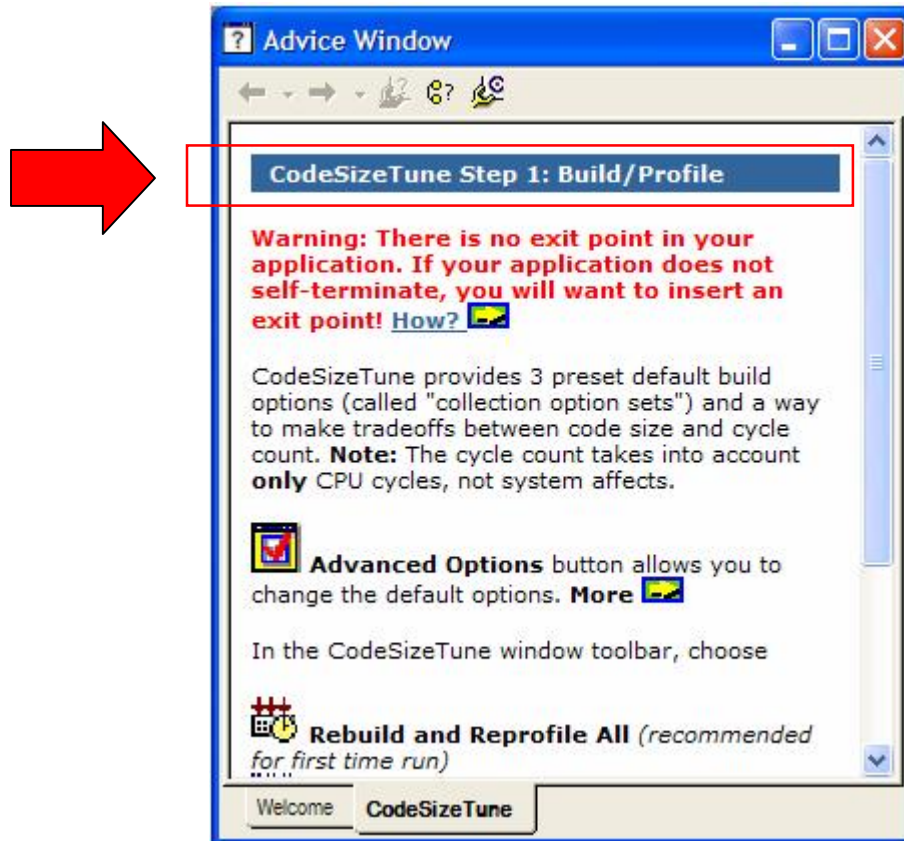 Advice Window
CodeSizeTune Step 1: Build/Profile
Warning: There is no exit point in your
application. If your application does not
self-terminate, you will want to insert an
exit point! How?
CodeSizeTune provides 3 preset default build
options (called "collection option sets") and a way
to make tradeoffs between code size and cycle
count. Note: The cycle count takes into account
only CPU cycles, not system affects.
Advanced Options button allows you to
change the default options. More
In the CodeSizeTune window toolbar, choose
Rebuild and Reprofile All (recommended
for first time run)
Welcome CodeSizeTune